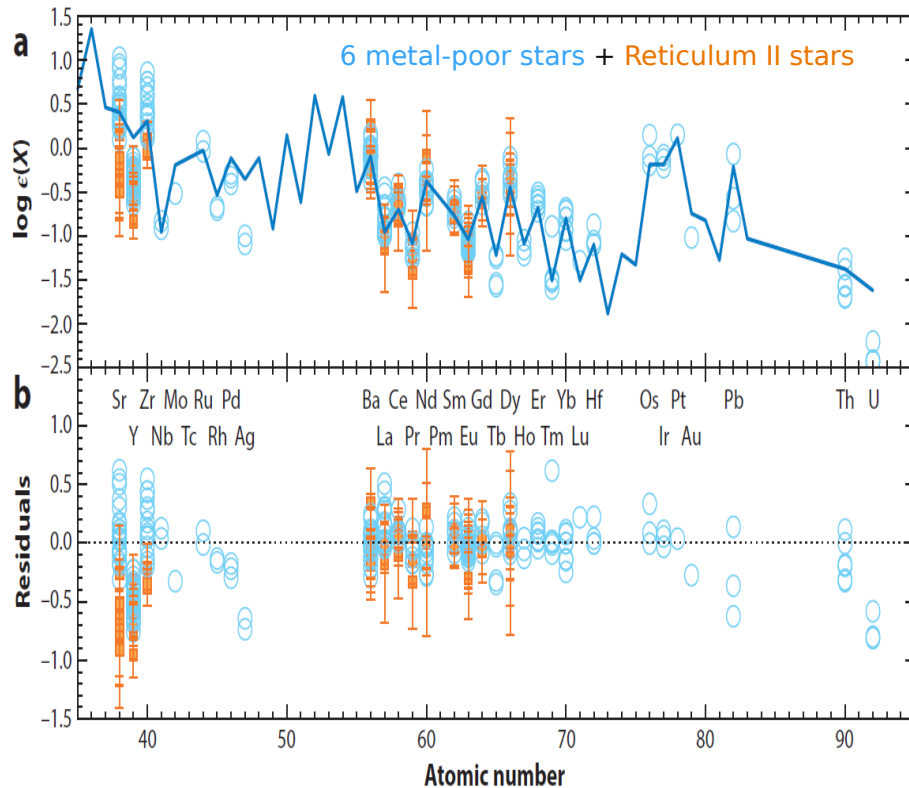 a
6 metal-poor stars + Reticulum II stars
1.5
1.0
0.5
0.0
−0.5
−1.0
−1.5
−2.0
−2.5
log ϵ(X)
b
Sr Zr Mo Ru Pd Ba Ce Nd Sm Gd Dy Er Yb Hf Os Pt Pb Th U
Y Nb Tc Rh Ag La Pr Pm Eu Tb Ho Tm Lu Ir Au
1.0
0.5
0.0
−0.5
−1.0
−1.5
Residuals
40 50 60 70 80 90
Atomic number